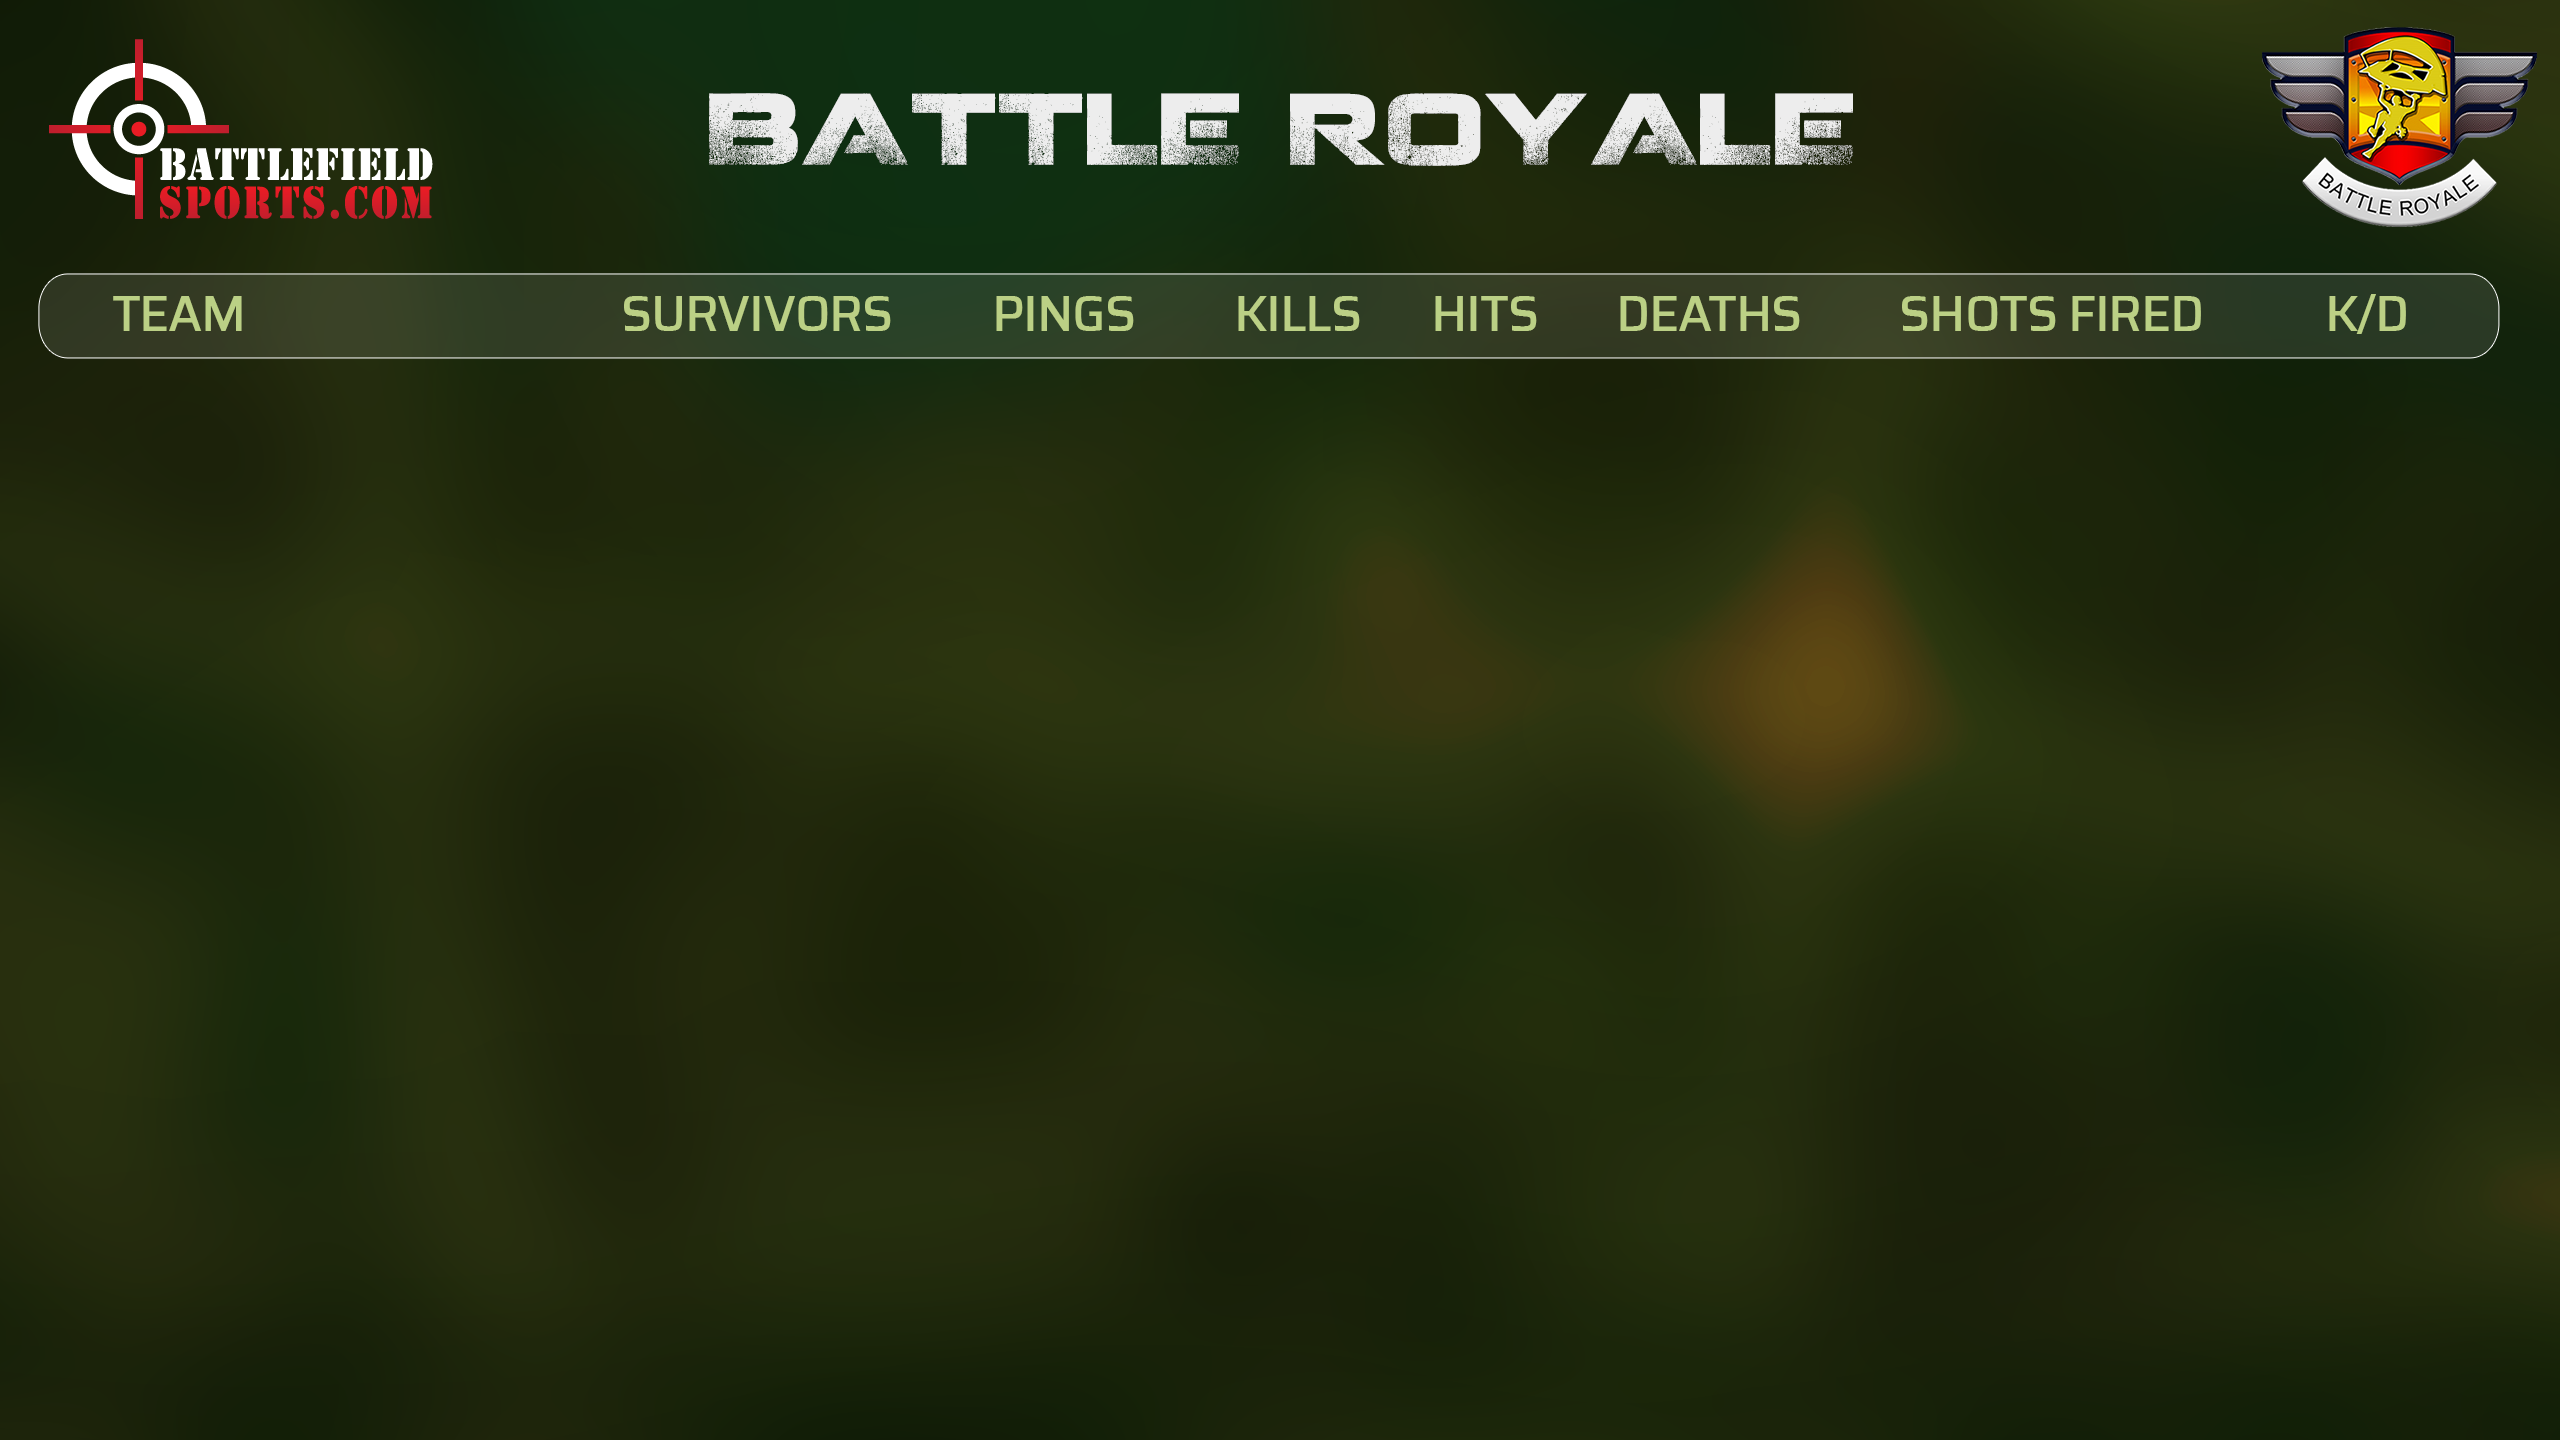 BATTLEFIELD
SPORTS.COM
BATTLE ROYALE
BATTLE ROYALE
TEAM SURVIVORS PINGS KILLS HITS DEATHS SHOTS FIRED K/D